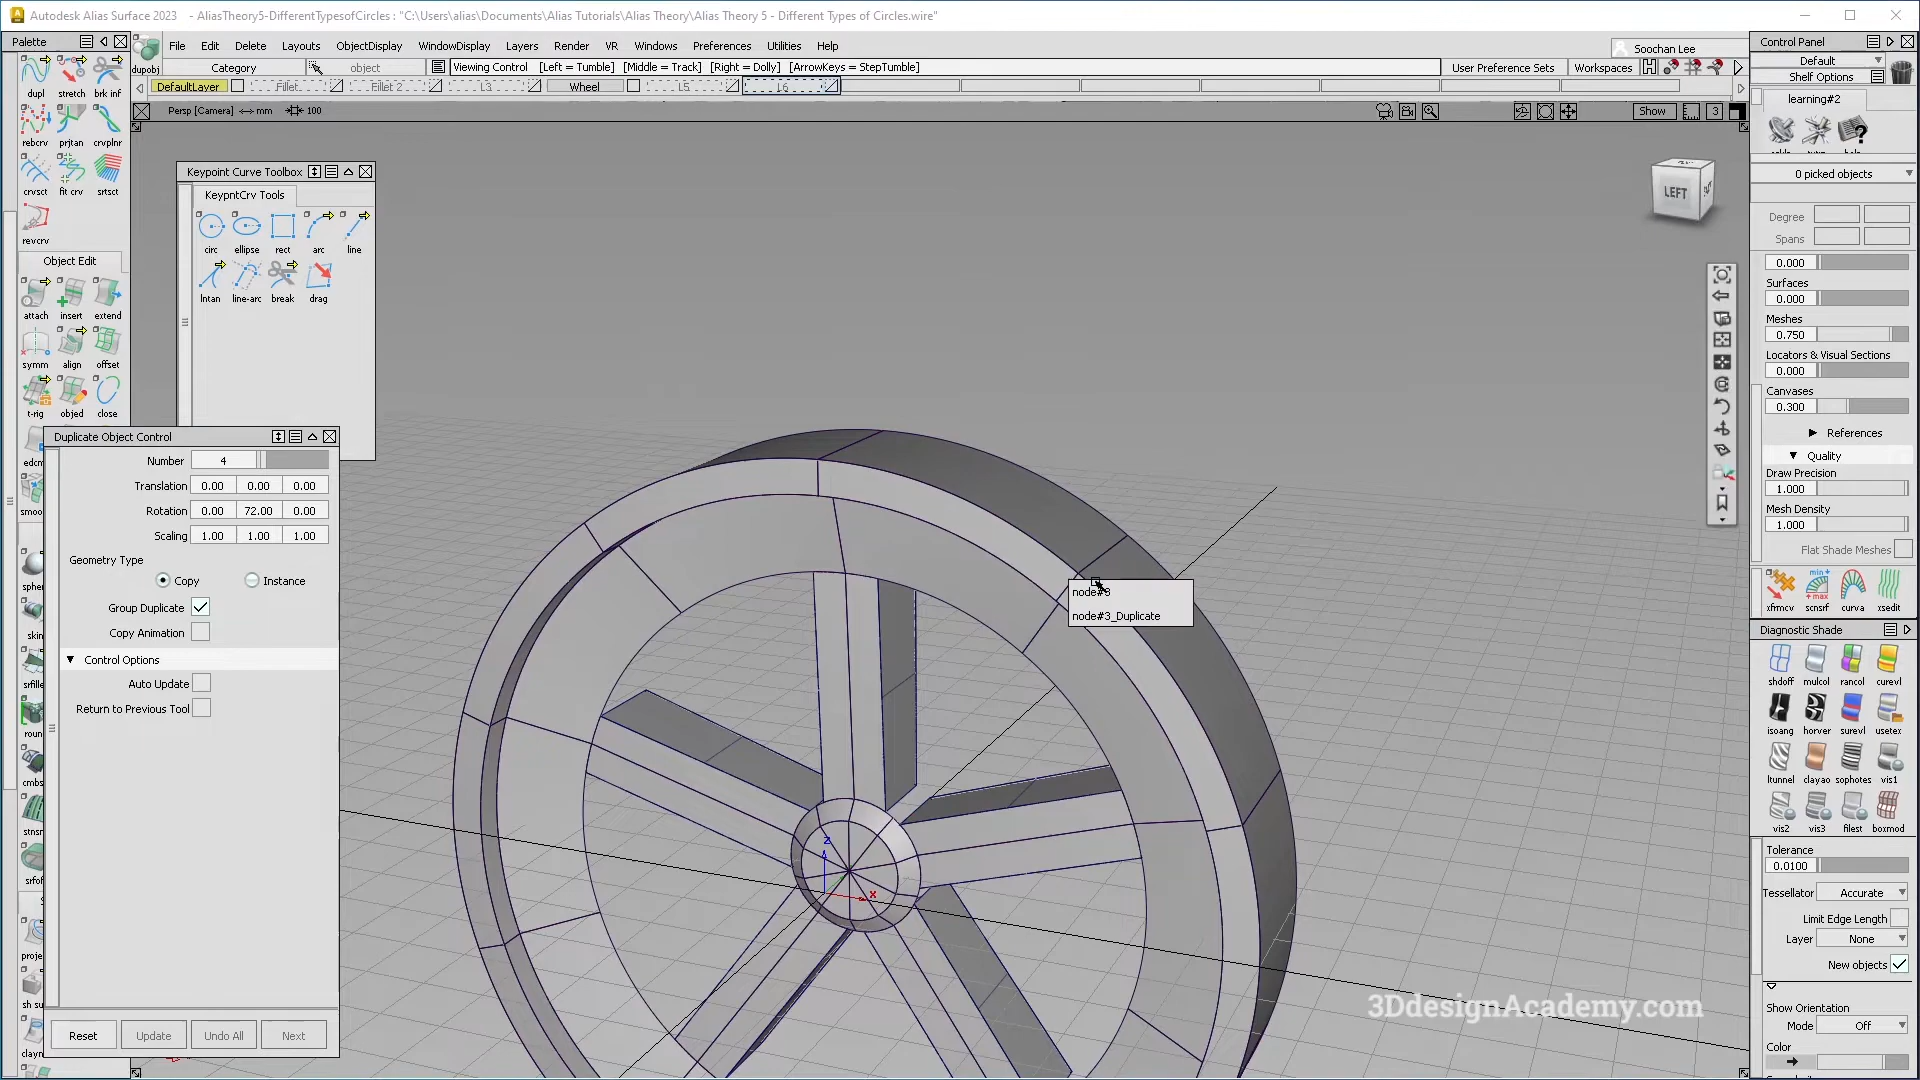 Autodesk Alias Surface 2023 - AliasTheory5-DifferentTypesofCircles : "C:\Users\alias\Documents\Alias Tutorials\Alias Theory\Alias Theory 5 - Different Types of Circles.wire"
Palette
File Edit Delete Layouts ObjectDisplay WindowDisplay Layers Render VR Windows Preferences Utilities Help
Soochan Lee
Control Panel
dupobj
Category object
Viewing Control [Left = Tumble] [Middle = Track] [Right = Dolly] [ArrowKeys = StepTumble]
User Preference Sets Workspaces
Default
Shelf Options
DefaultLayer Fillet Fillet 2 L3 Wheel L5 L6
Persp [Camera] mm 100
Show 3
learning#2
dupl stretch brk inf
rebcrv prjtan crvplnr
crvsct fit crv srtsct
revcrv
Object Edit
attach insert extend
symm align offset
t-rig objed close
Keypoint Curve Toolbox
KeypntCrv Tools
circ ellipse rect arc line
lntan line-arc break drag
Duplicate Object Control
Number 4
Translation 0.00 0.00 0.00
Rotation 0.00 72.00 0.00
Scaling 1.00 1.00 1.00
Geometry Type
Copy Instance
Group Duplicate
Copy Animation
Control Options
Auto Update
Return to Previous Tool
Reset Update Undo All Next
LEFT
node#3_Duplicate
z
x
3DdesignAcademy.com
0 picked objects
Degree
Spans
0.000
Surfaces
0.000
Meshes
0.750
Locators & Visual Sections
0.000
Canvases
0.300
References
Quality
Draw Precision
1.000
Mesh Density
1.000
Flat Shade Meshes
xfrmcv scnsrf curva xsedit
Diagnostic Shade
shdoff mulcol rancol curevl
isoang horver surevl usetex
ltunnel clayao sophotes vis1
vis2 vis3 filest boxmod
Tolerance
0.0100
Tessellator Accurate
Limit Edge Length
Layer None
New objects
Show Orientation
Mode Off
Color